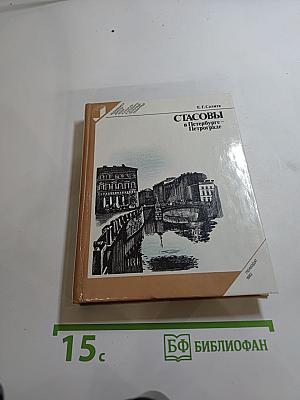 Е.Г.Салита
СТАСОВЫ
в Петербурге-
Петрограде
15с
БФ БИБЛИОФАН